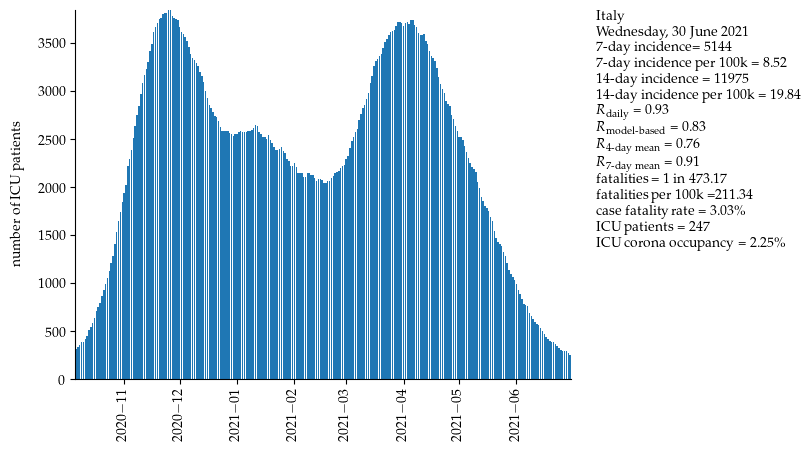 number of ICU patients
3500
3000
2500
2000
1500
1000
500
0
2020−11
2020−12
2021−01
2021−02
2021−03
2021−04
2021−05
2021−06
Italy
Wednesday, 30 June 2021
7-day incidence= 5144
7-day incidence per 100k = 8.52
14-day incidence = 11975
14-day incidence per 100k = 19.84
R daily = 0.93
R model-based = 0.83
R 4-day mean = 0.76
R 7-day mean = 0.91
fatalities = 1 in 473.17
fatalities per 100k =211.34
case fatality rate = 3.03%
ICU patients = 247
ICU corona occupancy = 2.25%